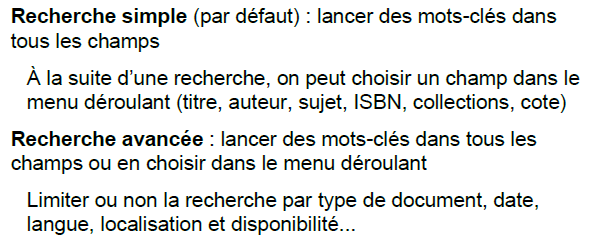 Recherche simple (par défaut) : lancer des mots-clés dans
tous les champs
À la suite d'une recherche, on peut choisir un champ dans le
menu déroulant (titre, auteur, sujet, ISBN, collections, cote)
Recherche avancée : lancer des mots-clés dans tous les
champs ou en choisir dans le menu déroulant
Limiter ou non la recherche par type de document, date,
langue, localisation et disponibilité...